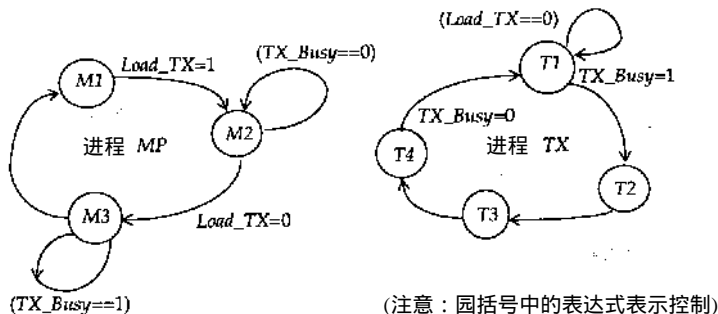 (Load_TX==0)
M1
Load_TX=1
(TX_Busy==0)
T1
TX_Busy=1
TX_Busy=0
M2
进程 MP
T4
进程 TX
T2
M3
Load_TX=0
T3
(TX_Busy==1)
(注意：园括号中的表达式表示控制)